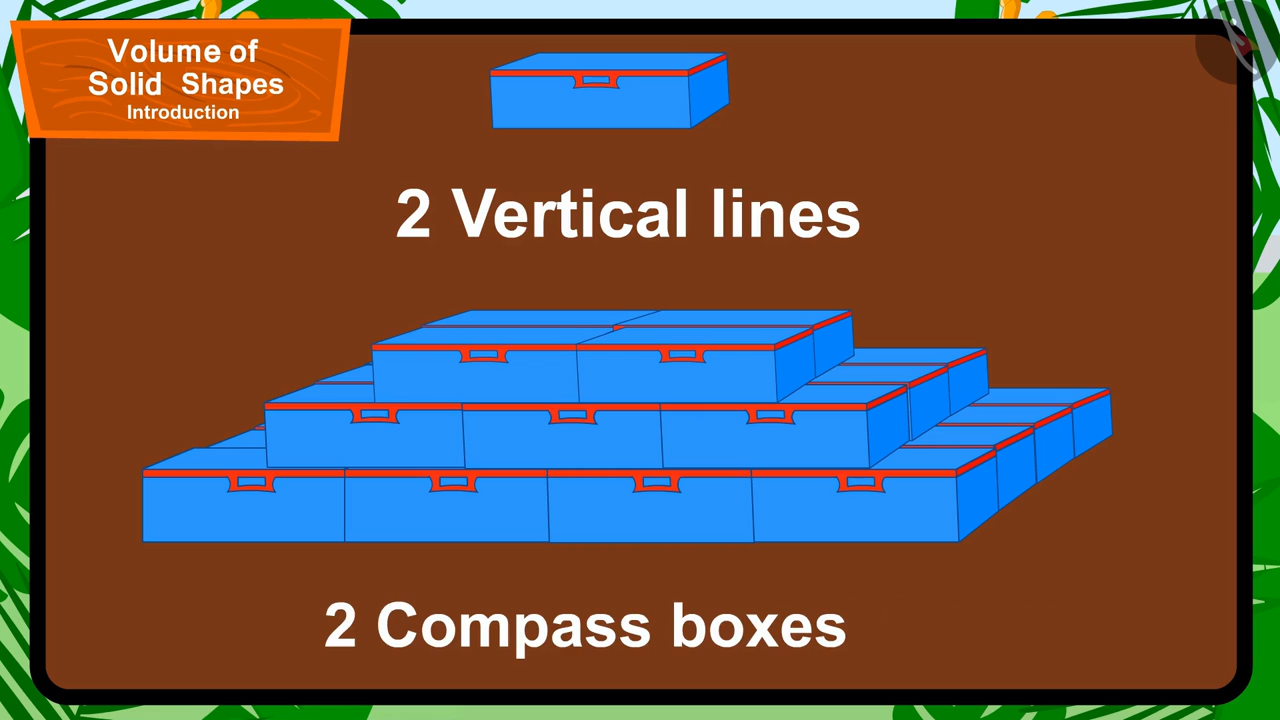 Volume of
Solid Shapes
Introduction
2 Vertical lines
2 Compass boxes